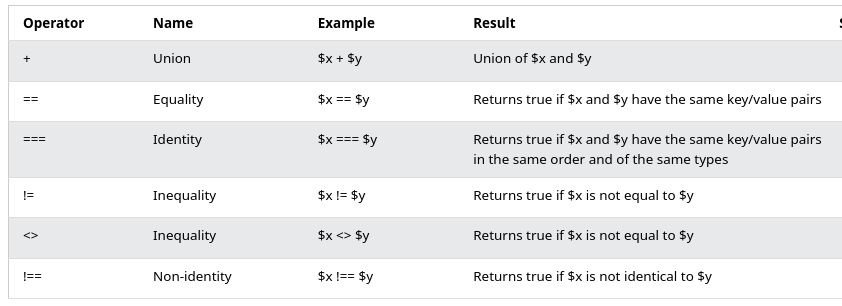 Operator Name Example Result
+ Union $x + $y Union of $x and $y
== Equality $x == $y Returns true if $x and $y have the same key/value pairs
=== Identity $x === $y Returns true if $x and $y have the same key/value pairs
in the same order and of the same types
!= Inequality $x != $y Returns true if $x is not equal to $y
<> Inequality $x <> $y Returns true if $x is not equal to $y
!== Non-identity $x !== $y Returns true if $x is not identical to $y